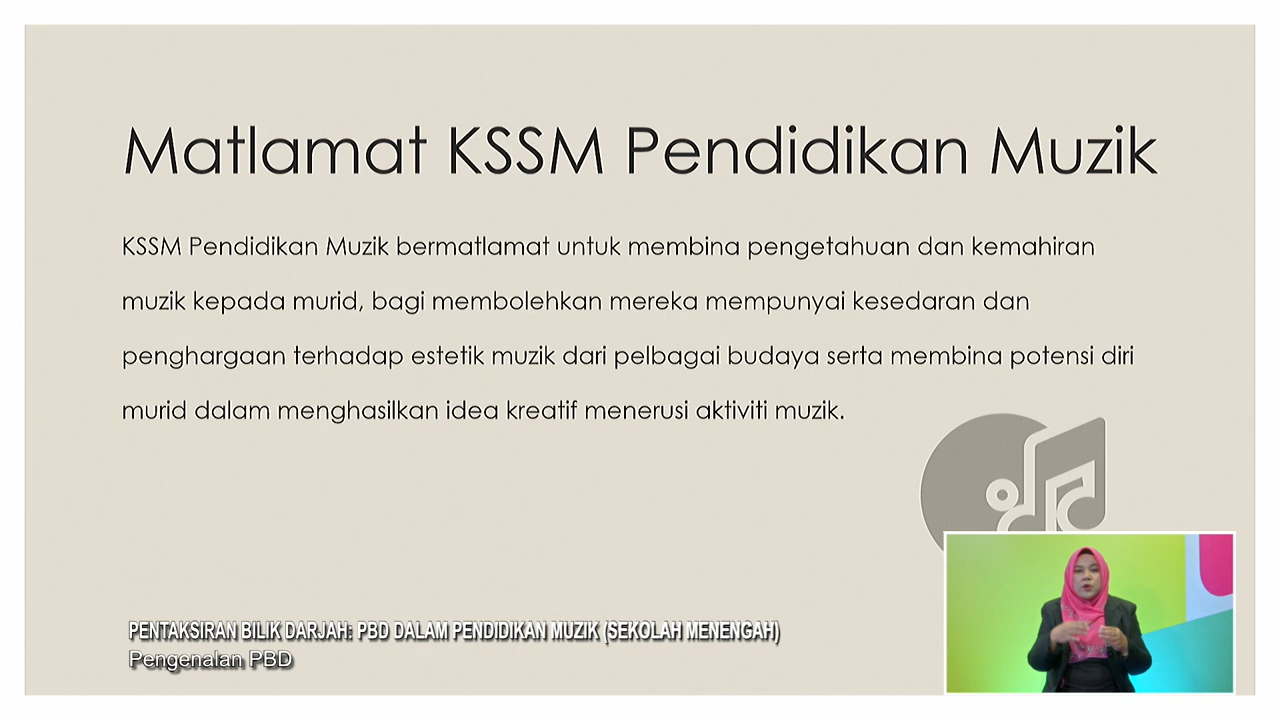 Matlamat KSSM Pendidikan Muzik
KSSM Pendidikan Muzik bermatlamat untuk membina pengetahuan dan kemahiran
muzik kepada murid, bagi membolehkan mereka mempunyai kesedaran dan
penghargaan terhadap estetik muzik dari pelbagai budaya serta membina potensi diri
murid dalam menghasilkan idea kreatif menerusi aktiviti muzik.
PENTAKSIRAN BILIK DARJAH: PBD DALAM PENDIDIKAN MUZIK (SEKOLAH MENENGAH)
Pengenalan PBD